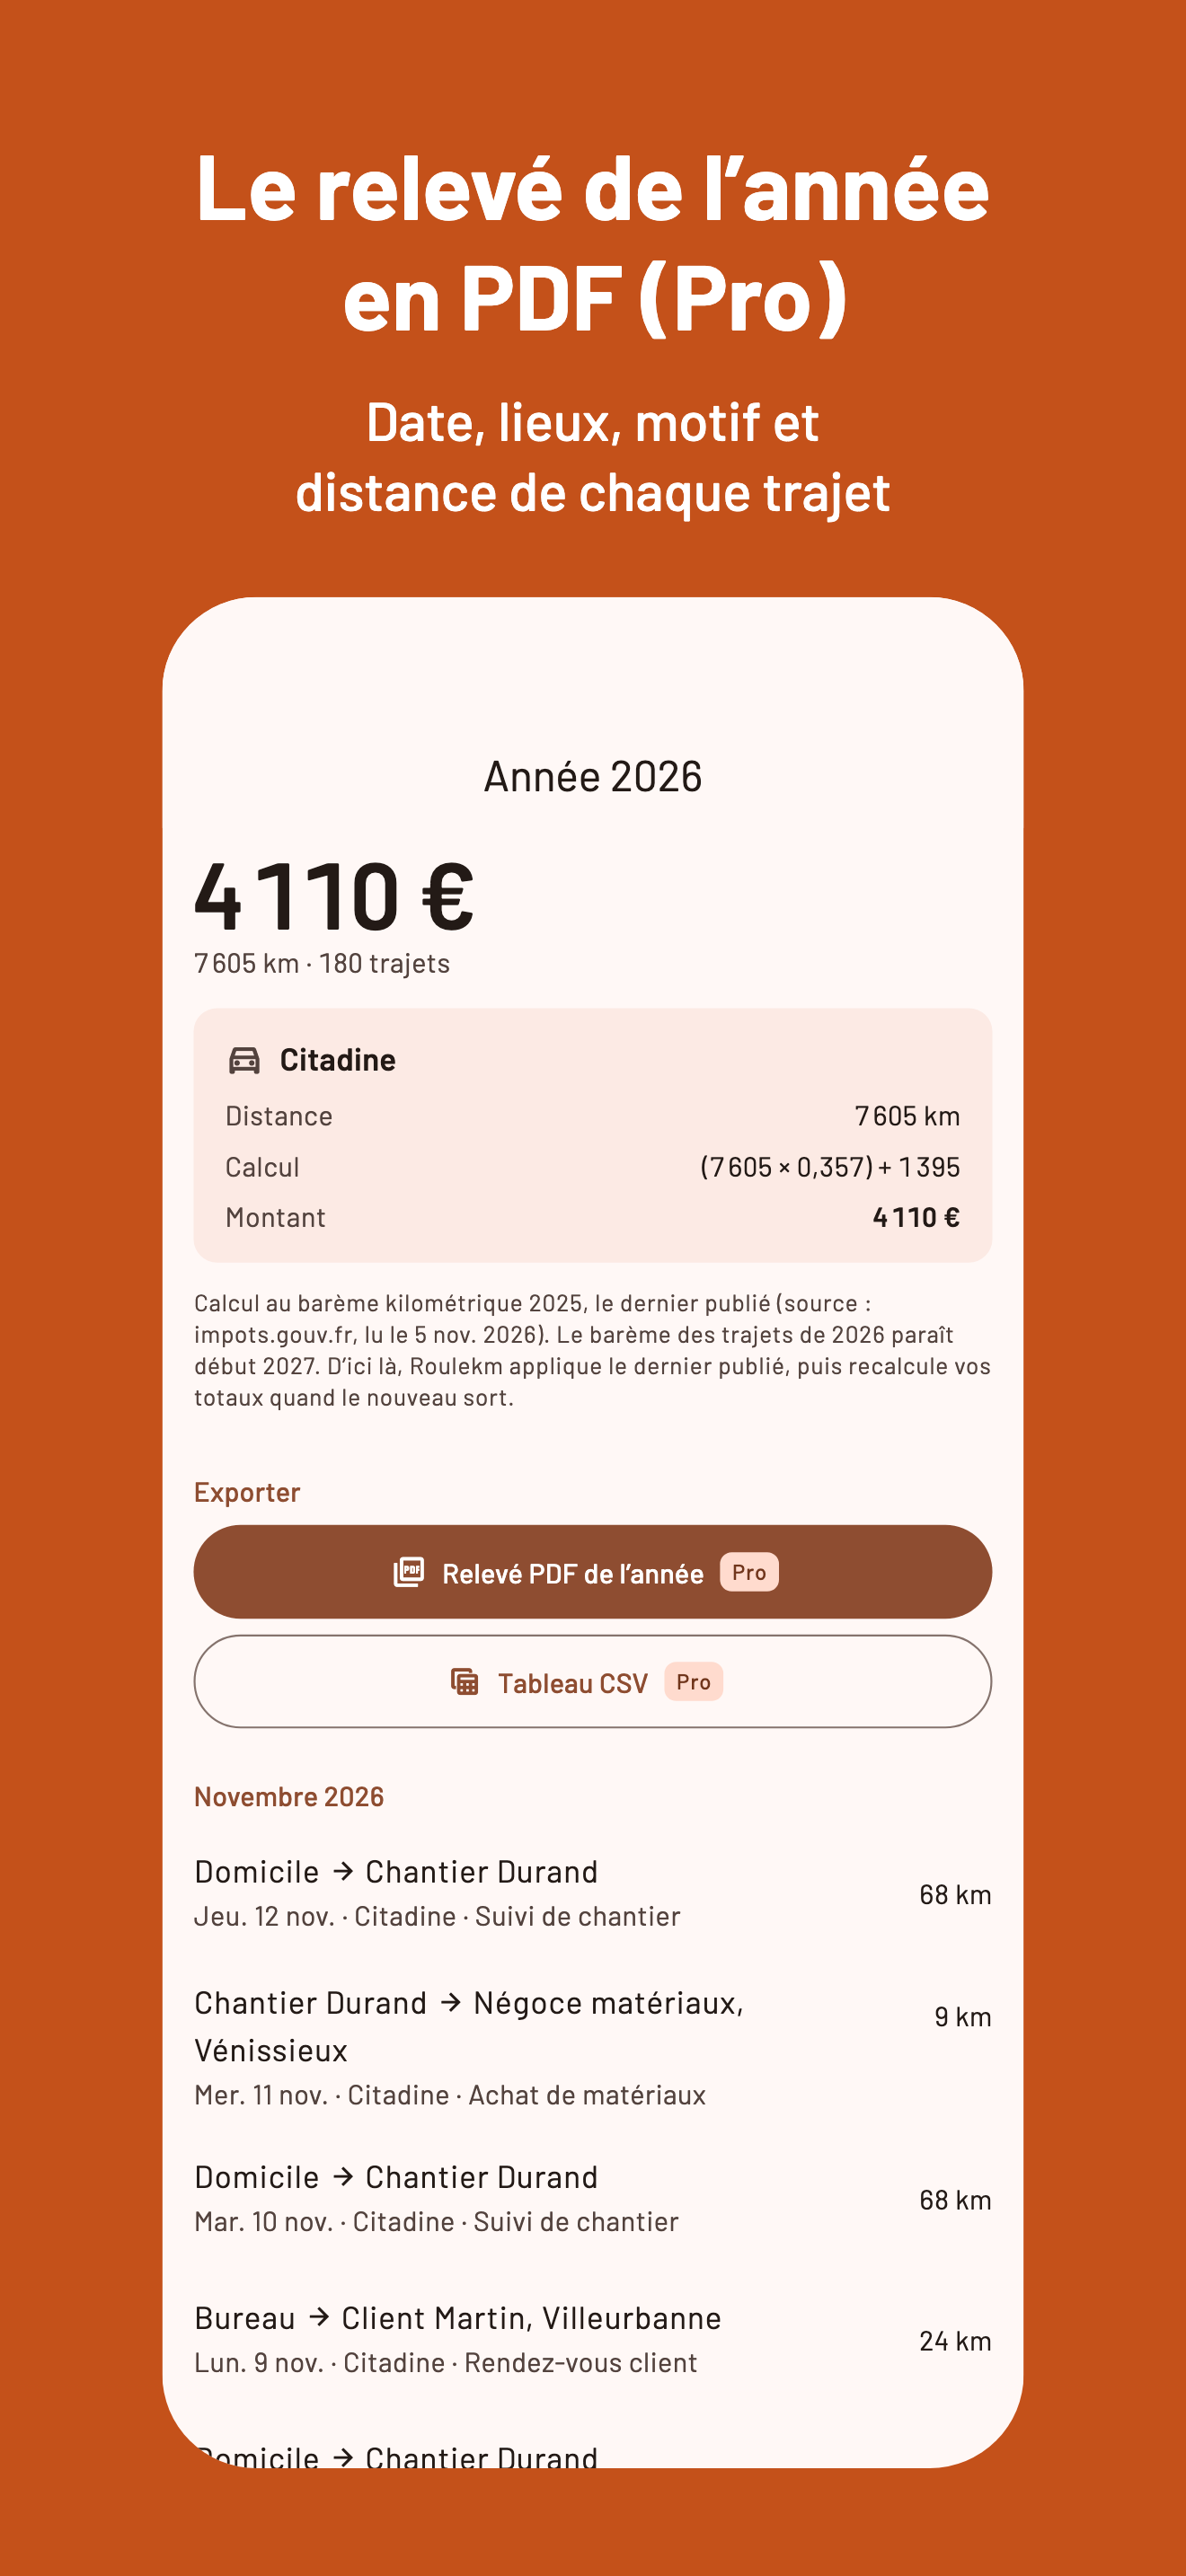 Le relevé de l’année
en PDF (Pro)
Date, lieux, motif et
distance de chaque trajet
Année 2026
4 110 €
7 605 km · 180 trajets
Citadine
Distance 7 605 km
Calcul (7 605 × 0,357) + 1 395
Montant 4 110 €
Calcul au barème kilométrique 2025, le dernier publié (source :
impots.gouv.fr, lu le 5 nov. 2026). Le barème des trajets de 2026 paraît
début 2027. D’ici là, Roulekm applique le dernier publié, puis recalcule vos
totaux quand le nouveau sort.
Exporter
PDF Relevé PDF de l’année Pro
Tableau CSV Pro
Novembre 2026
Domicile → Chantier Durand
68 km
Jeu. 12 nov. · Citadine · Suivi de chantier
Chantier Durand → Négoce matériaux,
9 km
Vénissieux
Mer. 11 nov. · Citadine · Achat de matériaux
Domicile → Chantier Durand
68 km
Mar. 10 nov. · Citadine · Suivi de chantier
Bureau → Client Martin, Villeurbanne
24 km
Lun. 9 nov. · Citadine · Rendez-vous client
Domicile → Chantier Durand